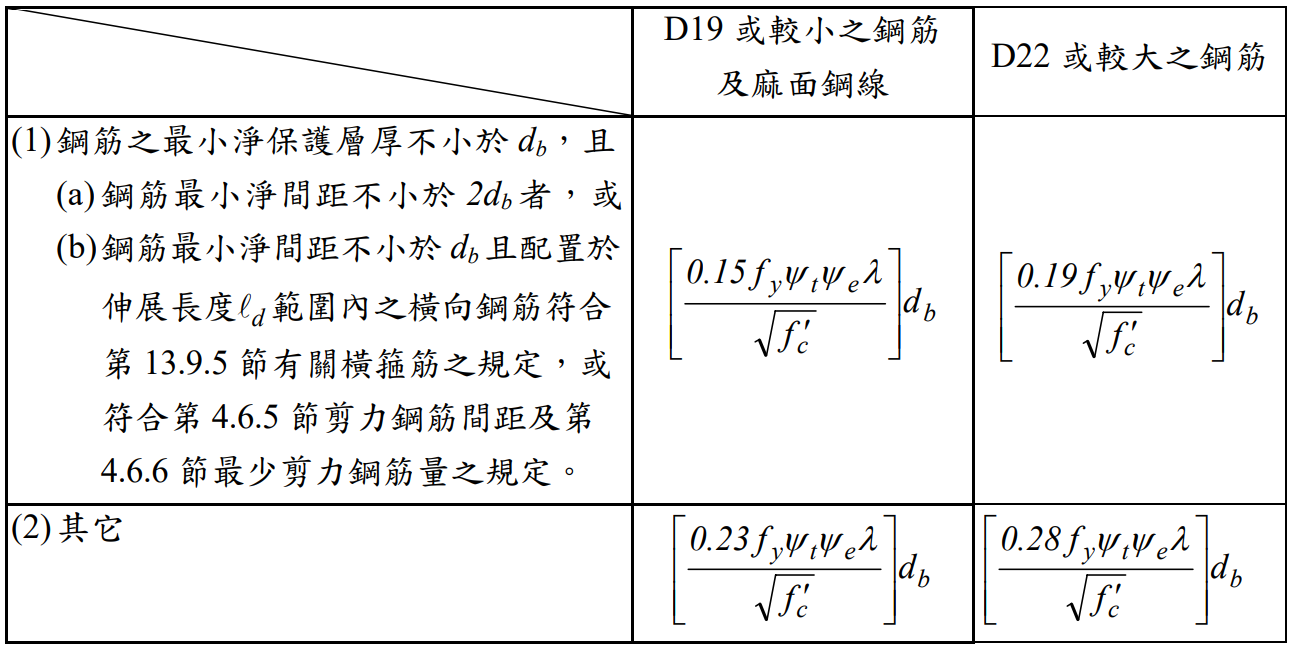 D19 或較小之鋼筋
及麻面鋼線
D22 或較大之鋼筋
(1)鋼筋之最小淨保護層厚不小於 d_b，且
(a)鋼筋最小淨間距不小於 2d_b 者，或
(b)鋼筋最小淨間距不小於 d_b 且配置於
伸展長度ℓ_d 範圍內之橫向鋼筋符合
第 13.9.5 節有關橫箍筋之規定，或
符合第 4.6.5 節剪力鋼筋間距及第
4.6.6 節最少剪力鋼筋量之規定。
[0.15 f_y ψ_t ψ_e λ / √f'_c] d_b
[0.19 f_y ψ_t ψ_e λ / √f'_c] d_b
(2)其它
[0.23 f_y ψ_t ψ_e λ / √f'_c] d_b
[0.28 f_y ψ_t ψ_e λ / √f'_c] d_b